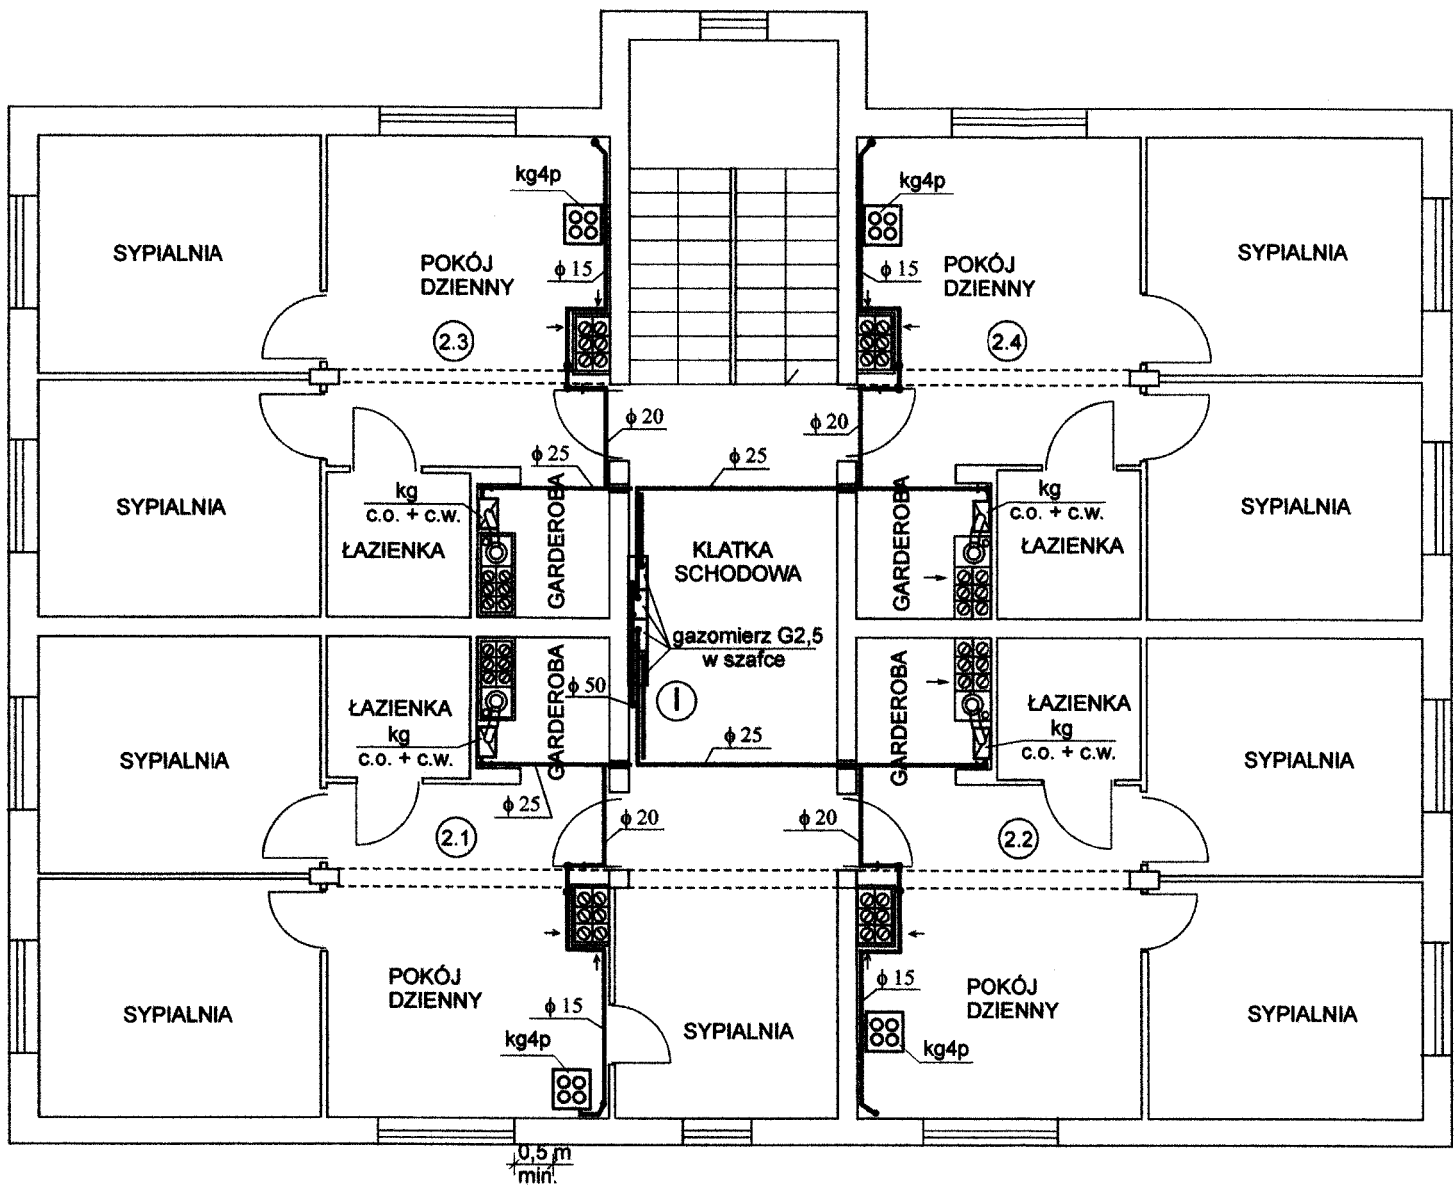 kg4p
kg4p
SYPIALNIA
POKÓJ
DZIENNY
ϕ 15
ϕ 15
POKÓJ
DZIENNY
SYPIALNIA
2.3
2.4
ϕ 20
ϕ 20
ϕ 25
ϕ 25
SYPIALNIA
kg
c.o. + c.w.
ŁAZIENKA
GARDEROBA
KLATKA
SCHODOWA
GARDEROBA
kg
c.o. + c.w.
ŁAZIENKA
SYPIALNIA
gazomierz G2,5
w szafce
ϕ 50
I
SYPIALNIA
ŁAZIENKA
kg
c.o. + c.w.
GARDEROBA
GARDEROBA
ŁAZIENKA
kg
c.o. + c.w.
SYPIALNIA
ϕ 25
ϕ 25
2.1
ϕ 20
ϕ 20
2.2
SYPIALNIA
POKÓJ
DZIENNY
ϕ 15
kg4p
SYPIALNIA
ϕ 15
kg4p
POKÓJ
DZIENNY
SYPIALNIA
0,5 m
min.